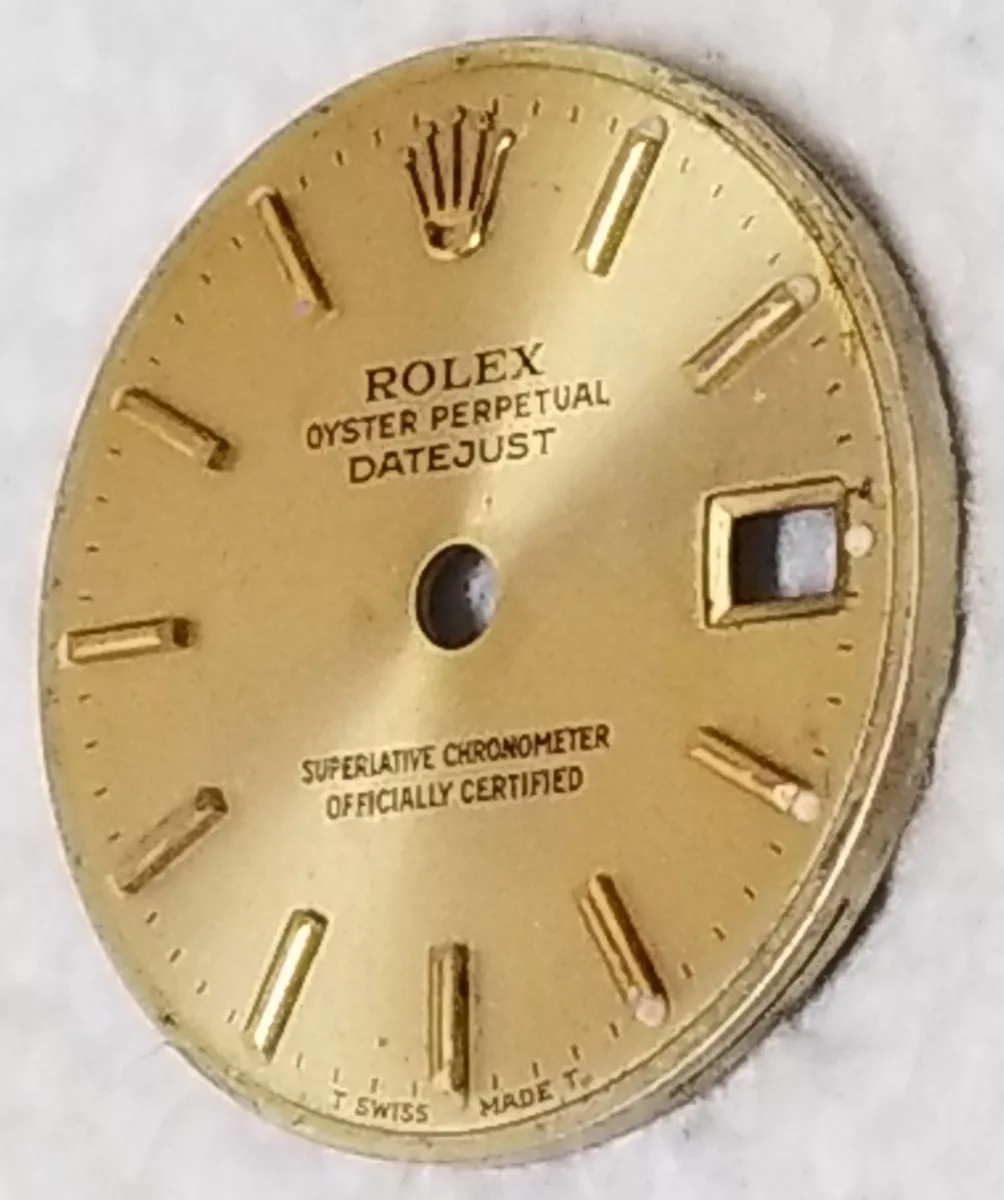 ROLEX
OYSTER PERPETUAL
DATEJUST
SUPERLATIVE CHRONOMETER
OFFICIALLY CERTIFIED
T SWISS MADE T